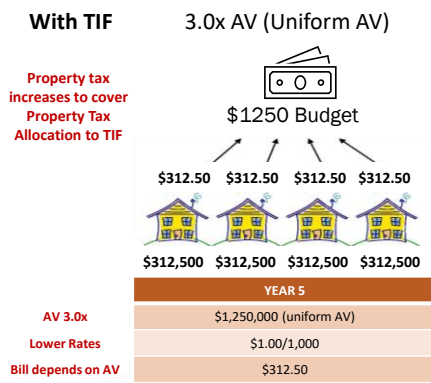 With TIF
3.0x AV (Uniform AV)
Property tax
increases to cover
Property Tax
Allocation to TIF
$1250 Budget
$312.50 $312.50 $312.50 $312.50
$312,500 $312,500 $312,500 $312,500
YEAR 5
AV 3.0x $1,250,000 (uniform AV)
Lower Rates $1.00/1,000
Bill depends on AV $312.50